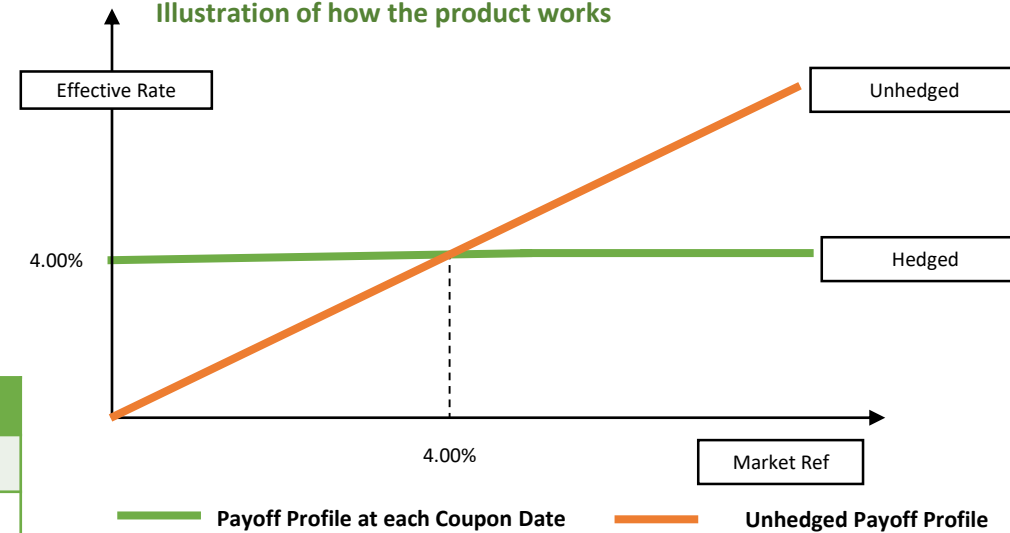 Illustration of how the product works
Effective Rate
Unhedged
4.00%
Hedged
4.00%
Market Ref
Payoff Profile at each Coupon Date
Unhedged Payoff Profile